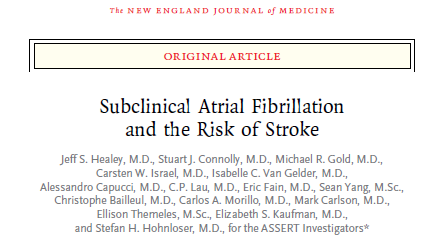 The NEW ENGLAND JOURNAL of MEDICINE
ORIGINAL ARTICLE
Subclinical Atrial Fibrillation
and the Risk of Stroke
Jeff S. Healey, M.D., Stuart J. Connolly, M.D., Michael R. Gold, M.D.,
Carsten W. Israel, M.D., Isabelle C. Van Gelder, M.D.,
Alessandro Capucci, M.D., C.P. Lau, M.D., Eric Fain, M.D., Sean Yang, M.Sc.,
Christophe Bailleul, M.D., Carlos A. Morillo, M.D., Mark Carlson, M.D.,
Ellison Themeles, M.Sc., Elizabeth S. Kaufman, M.D.,
and Stefan H. Hohnloser, M.D., for the ASSERT Investigators*